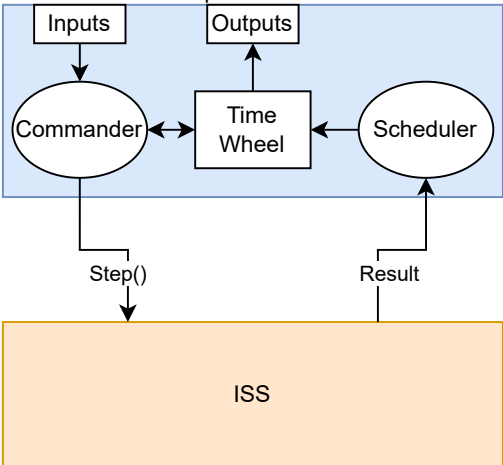 Inputs
Outputs
Commander
Time
Wheel
Scheduler
Step()
Result
ISS